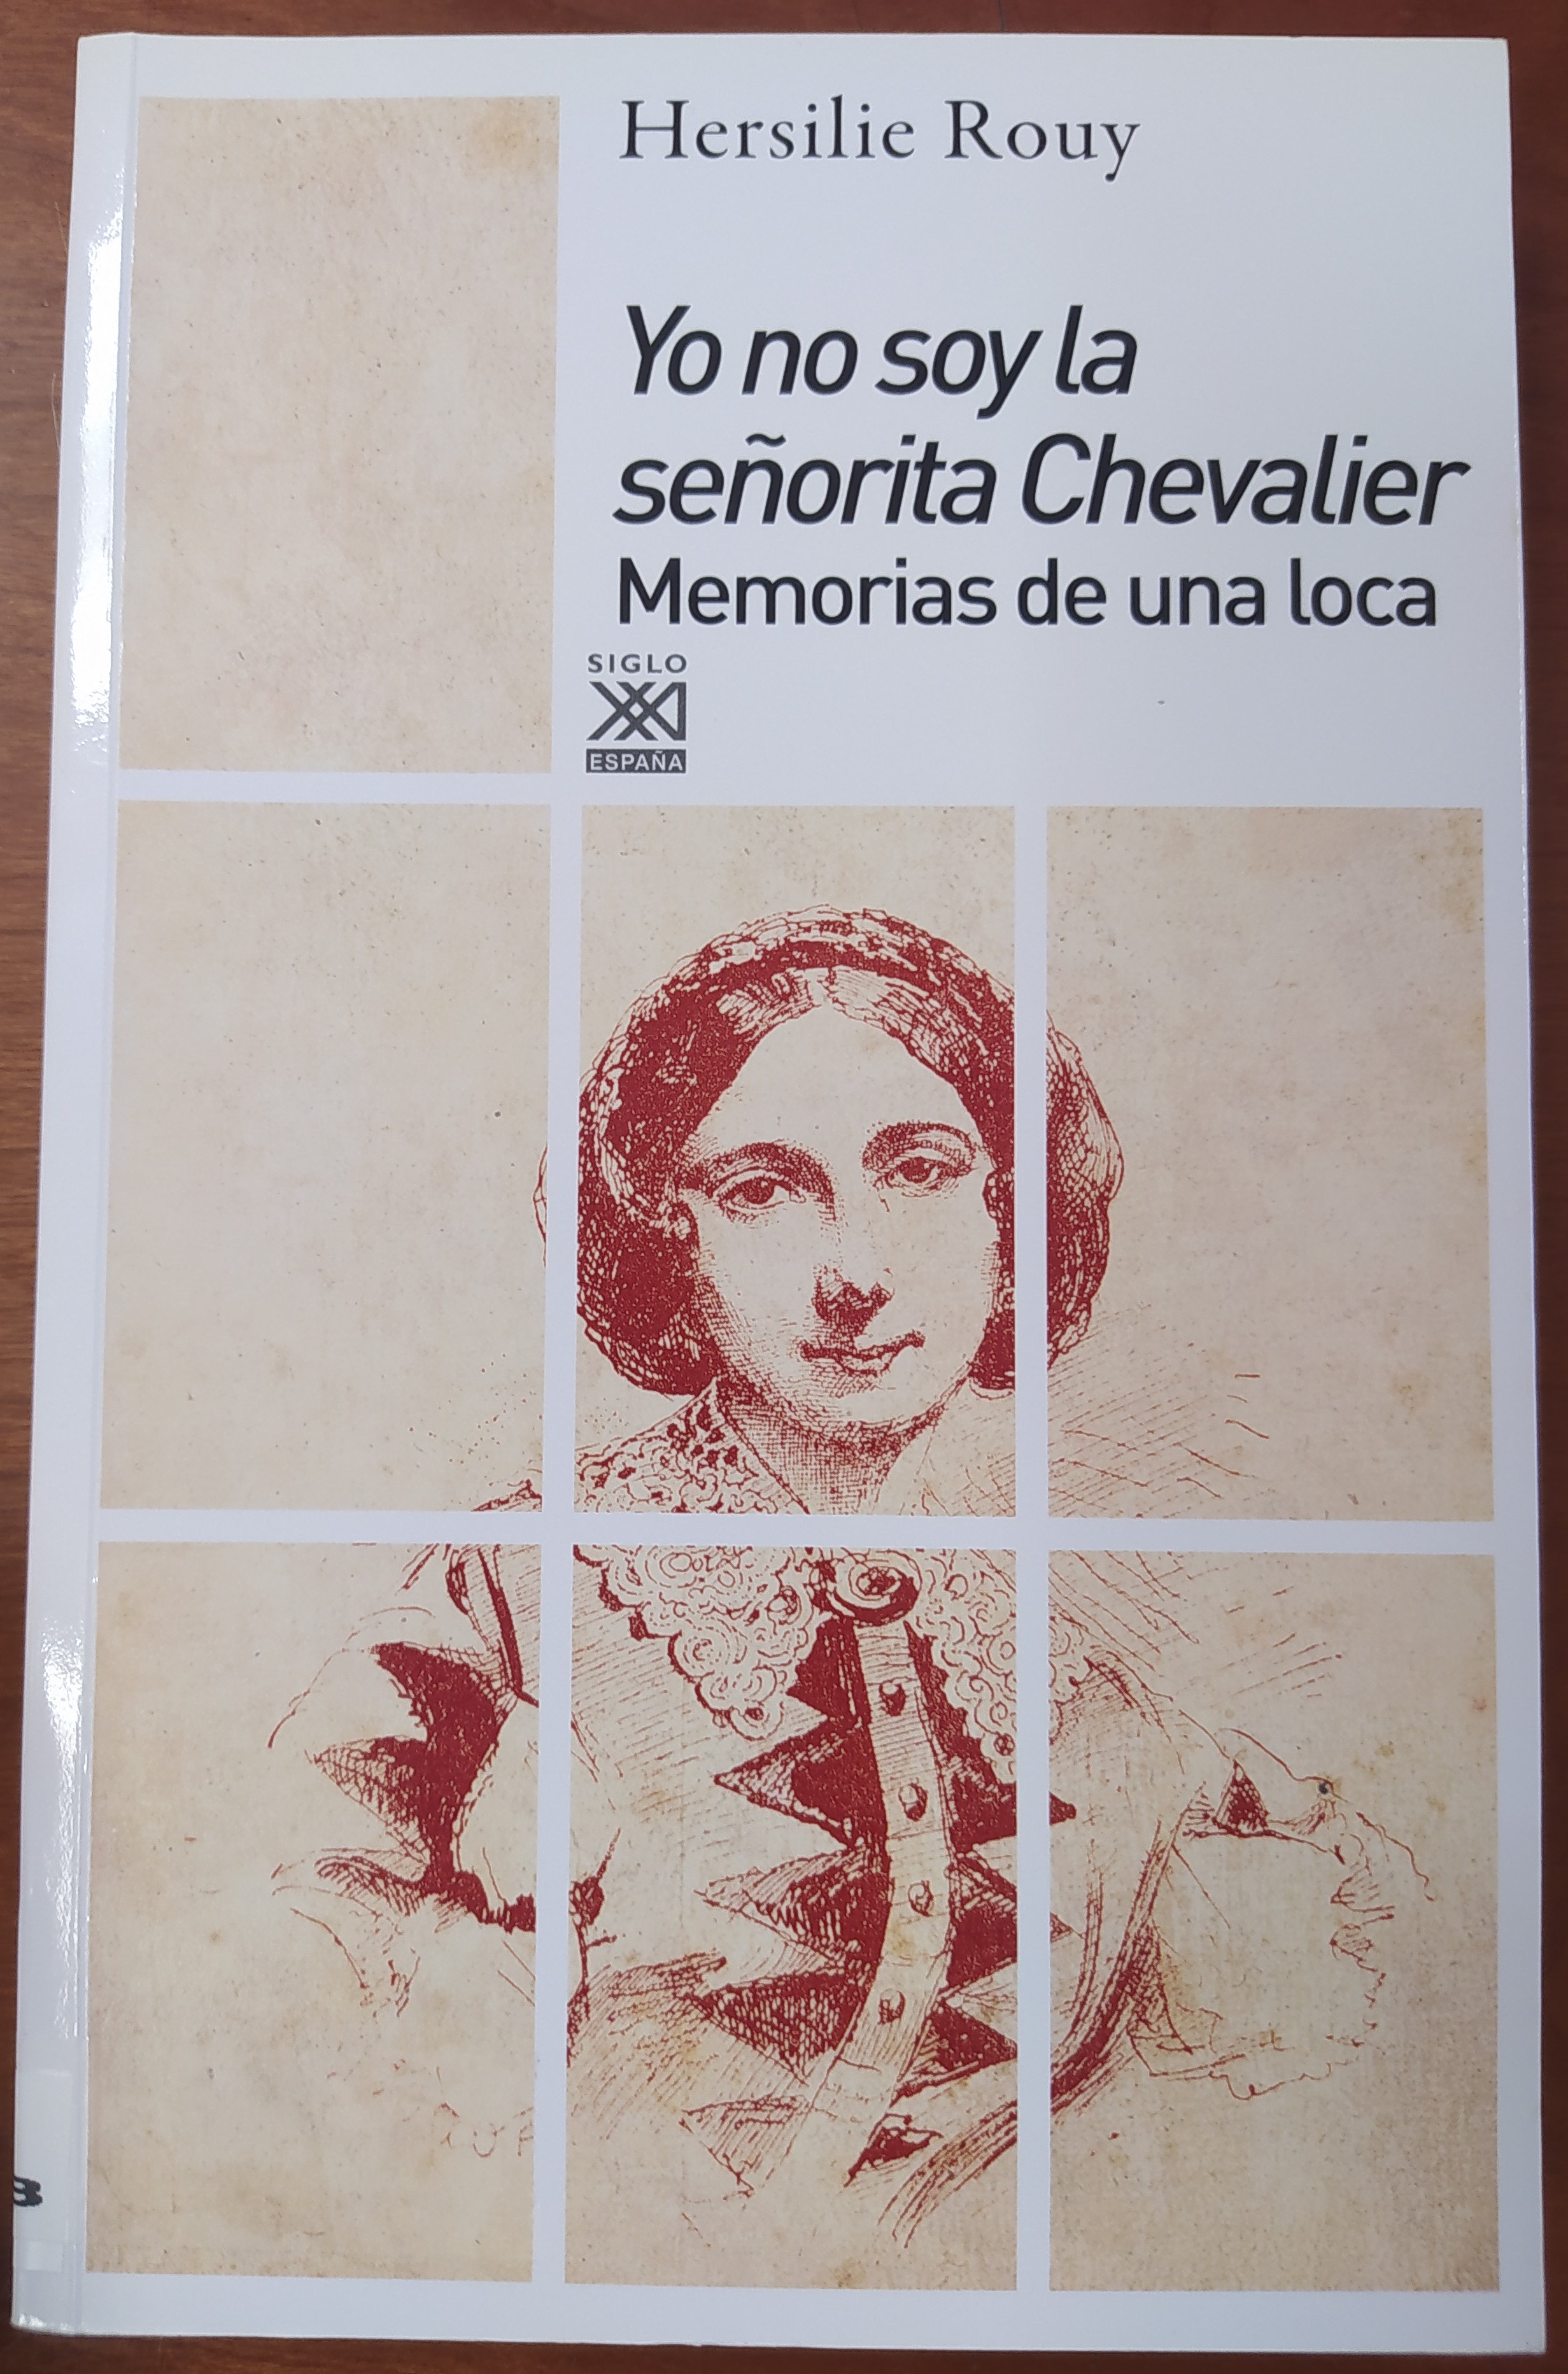 Hersilie Rouy
Yo no soy la
señorita Chevalier
Memorias de una loca
SIGLO
XXI
ESPAÑA